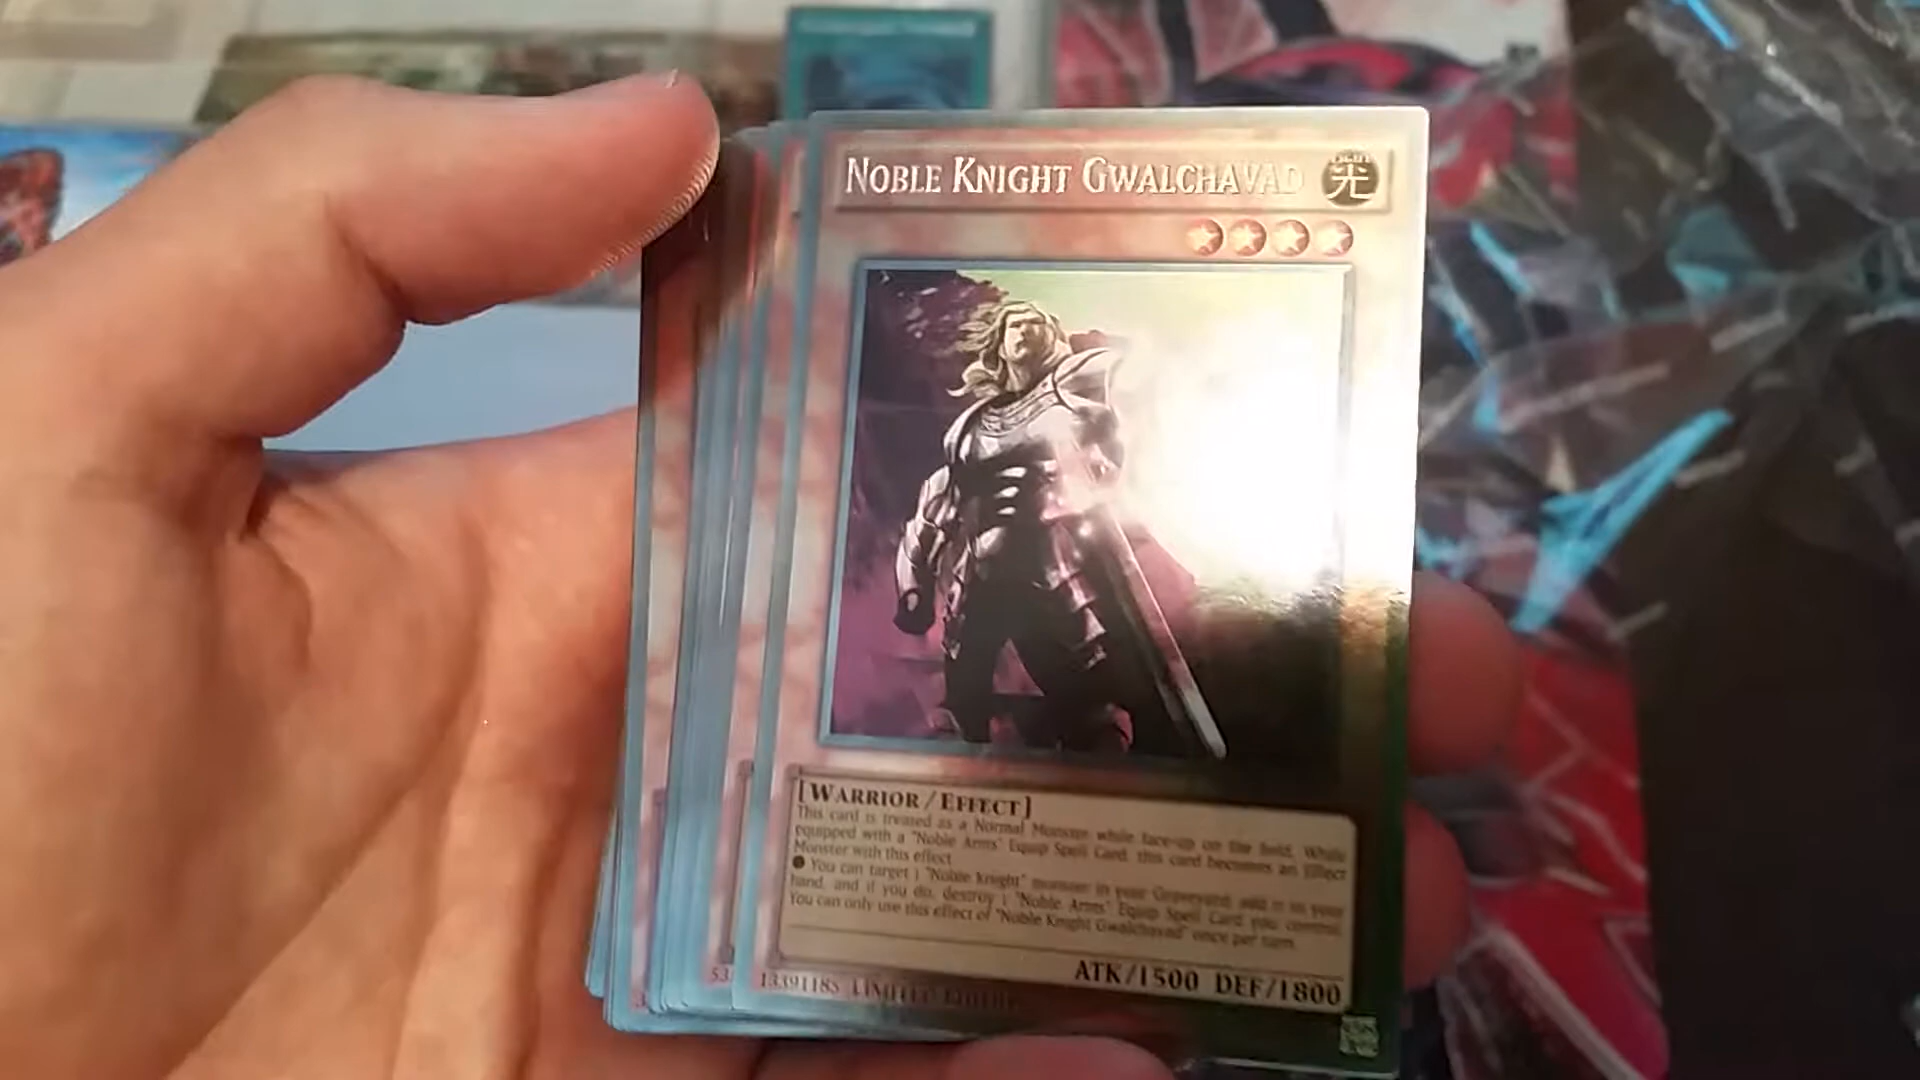 NOBLE KNIGHT GWALCHAVAD
光
[WARRIOR/EFFECT]
This card is treated as a Normal Monster while face-up on the field. While
equipped with a "Noble Arms" Equip Spell Card, this card becomes an Effect
Monster with this effect.
● You can target 1 "Noble Knight" monster in your Graveyard; add it to your
hand, and if you do, destroy 1 "Noble Arms" Equip Spell Card you control.
You can only use this effect of "Noble Knight Gwalchavad" once per turn.
ATK/1500 DEF/1800
53
13391185 LIMITED EDITION